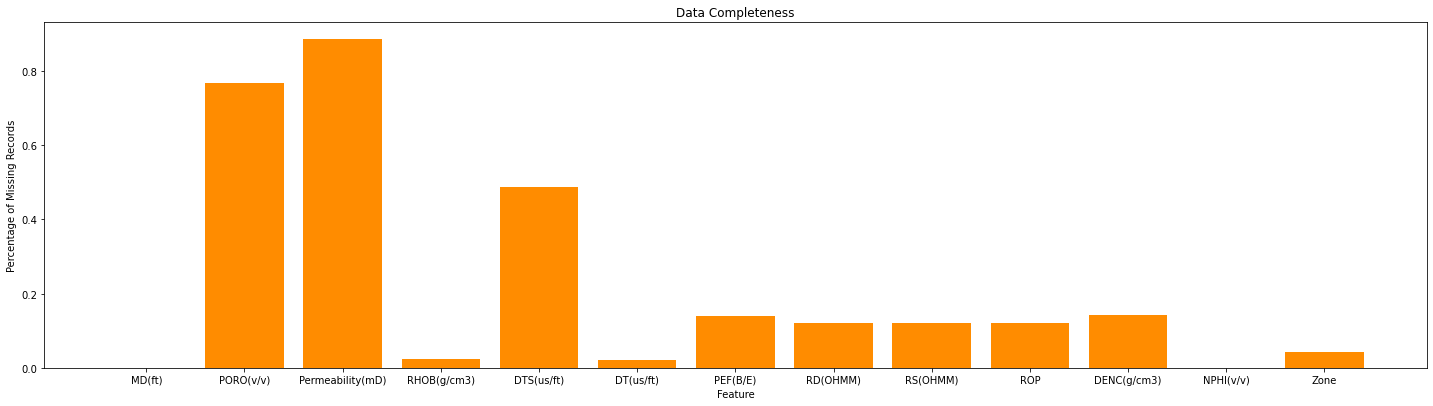 Data Completeness
Percentage of Missing Records
0.8
0.6
0.4
0.2
0.0
MD(ft) PORO(v/v) Permeability(mD) RHOB(g/cm3) DTS(us/ft) DT(us/ft) PEF(B/E) RD(OHMM) RS(OHMM) ROP DENC(g/cm3) NPHI(v/v) Zone
Feature